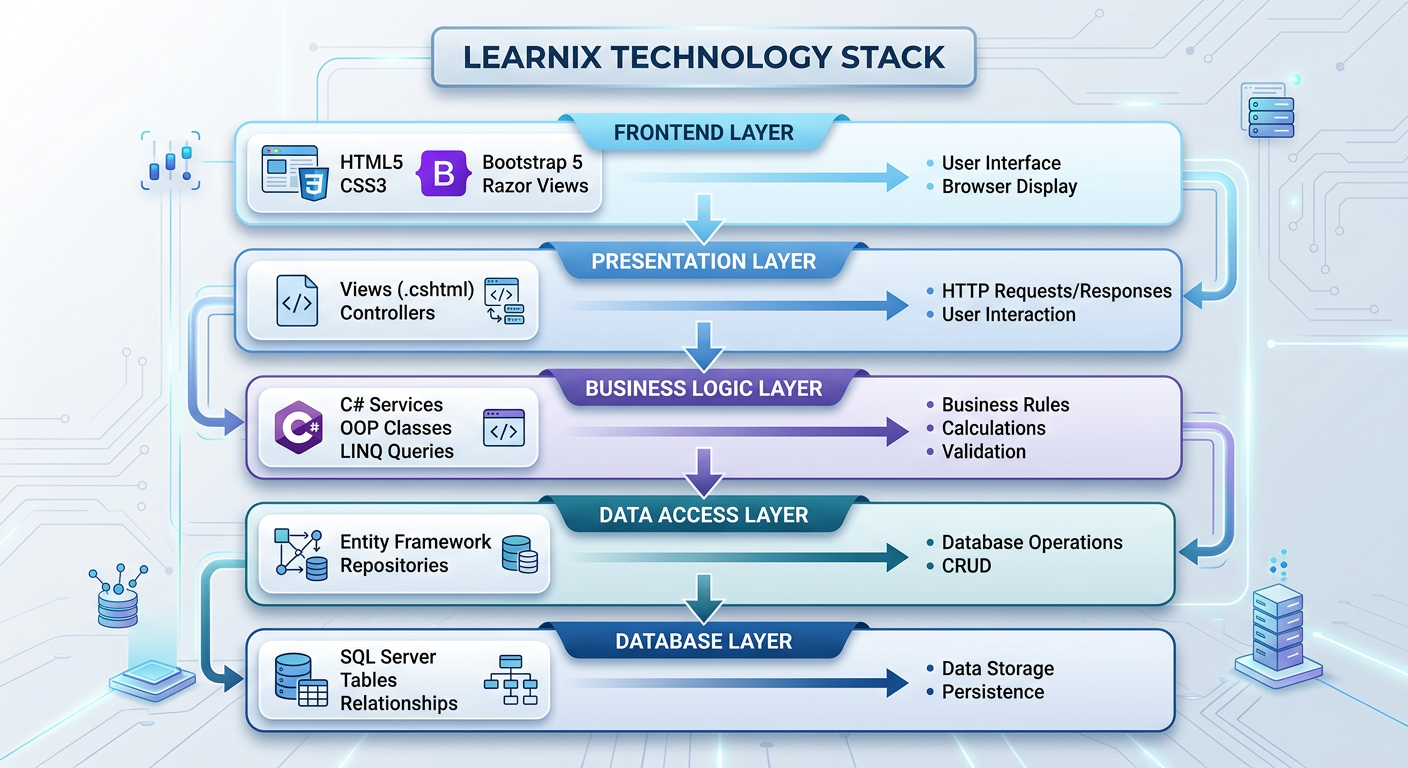 LEARNIX TECHNOLOGY STACK
FRONTEND LAYER
HTML5
CSS3
3
B
Bootstrap 5
Razor Views
• User Interface
• Browser Display
PRESENTATION LAYER
</>
Views (.cshtml)
Controllers
</>
• HTTP Requests/Responses
• User Interaction
BUSINESS LOGIC LAYER
C#
C# Services
OOP Classes
LINQ Queries
</>
• Business Rules
• Calculations
• Validation
DATA ACCESS LAYER
Entity Framework
Repositories
• Database Operations
• CRUD
DATABASE LAYER
SQL Server
Tables
Relationships
• Data Storage
• Persistence